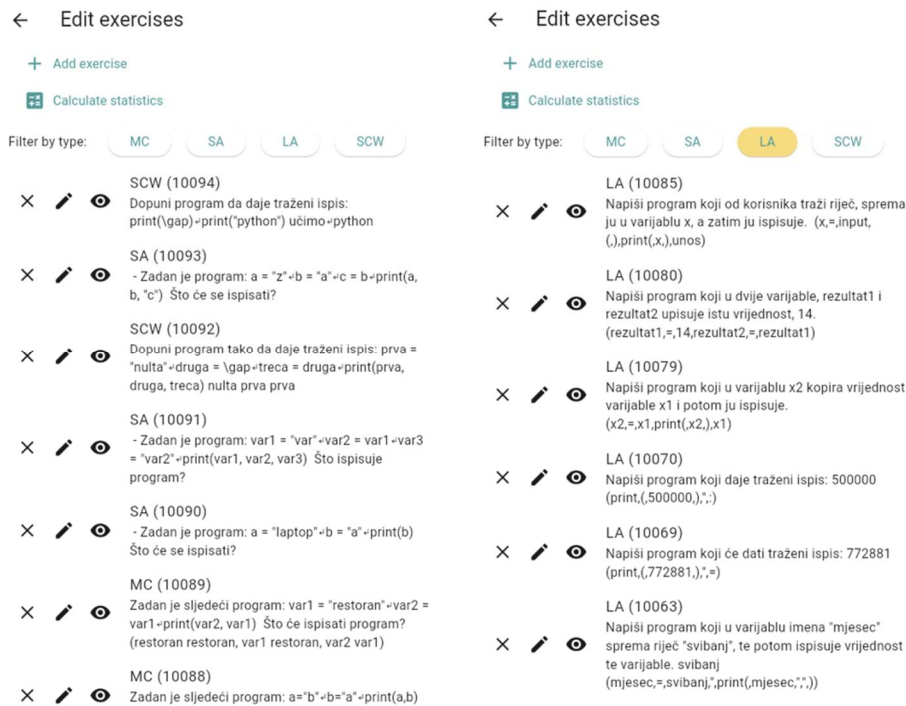 Edit exercises
Add exercise
Calculate statistics
Filter by type:
MC
SA
LA
SCW
SCW (10094)
Dopuni program da daje traženi ispis:
print(\gap)↵print("python") učimo↵python
SA (10093)
- Zadan je program: a = "z"↵b = "a"↵c = b↵print(a,
b, "c")  Što će se ispisati?
SCW (10092)
Dopuni program tako da daje traženi ispis: prva =
"nulta"↵druga = \gap↵treca = druga↵print(prva,
druga, treca) nulta prva prva
SA (10091)
- Zadan je program: var1 = "var"↵var2 = var1↵var3
= "var2"↵print(var1, var2, var3)  Što ispisuje
program?
SA (10090)
- Zadan je program: a = "laptop"↵b = "a"↵print(b)
Što će se ispisati?
MC (10089)
Zadan je sljedeći program: var1 = "restoran"↵var2 =
var1↵print(var2, var1)  Što će ispisati program?
(restoran restoran, var1 restoran, var2 var1)
MC (10088)
Zadan je sljedeći program: a="b"↵b="a"↵print(a,b)
Edit exercises
Add exercise
Calculate statistics
Filter by type:
MC
SA
LA
SCW
LA (10085)
Napiši program koji od korisnika traži riječ, sprema
ju u varijablu x, a zatim ju ispisuje.  (x,=,input,
(,),print(,x,),unos)
LA (10080)
Napiši program koji u dvije varijable, rezultat1 i
rezultat2 upisuje istu vrijednost, 14.
(rezultat1,=,14,rezultat2,=,rezultat1)
LA (10079)
Napiši program koji u varijablu x2 kopira vrijednost
varijable x1 i potom ju ispisuje.
(x2,=,x1,print(,x2,),x1)
LA (10070)
Napiši program koji daje traženi ispis: 500000
(print,(,500000,),",:)
LA (10069)
Napiši program koji će dati traženi ispis: 772881
(print,(,772881,),",=)
LA (10063)
Napiši program koji u varijablu imena "mjesec"
sprema riječ "svibanj", te potom ispisuje vrijednost
te varijable. svibanj
(mjesec,=,svibanj,",print(,mjesec,",",))